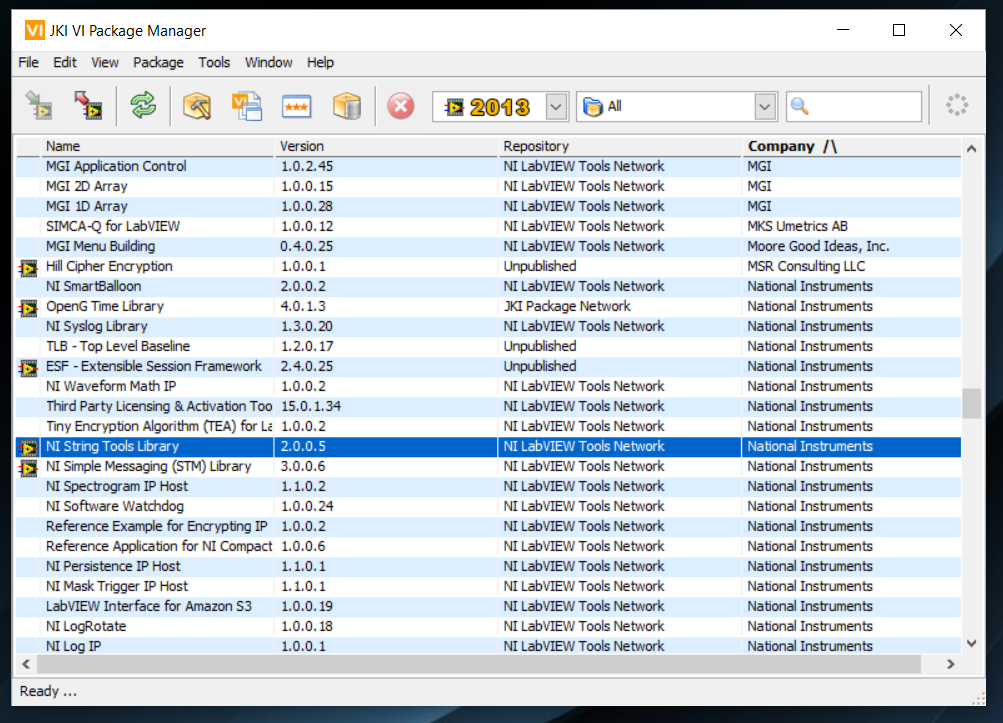 VI JKI VI Package Manager
File Edit View Package Tools Window Help
VI *** 2013 All
Name Version Repository Company /\
MGI Application Control 1.0.2.45 NI LabVIEW Tools Network MGI
MGI 2D Array 1.0.0.15 NI LabVIEW Tools Network MGI
MGI 1D Array 1.0.0.28 NI LabVIEW Tools Network MGI
SIMCA-Q for LabVIEW 1.0.0.12 NI LabVIEW Tools Network MKS Umetrics AB
MGI Menu Building 0.4.0.25 NI LabVIEW Tools Network Moore Good Ideas, Inc.
Hill Cipher Encryption 1.0.0.1 Unpublished MSR Consulting LLC
NI SmartBalloon 2.0.0.2 NI LabVIEW Tools Network National Instruments
OpenG Time Library 4.0.1.3 JKI Package Network National Instruments
NI Syslog Library 1.3.0.20 NI LabVIEW Tools Network National Instruments
TLB - Top Level Baseline 1.2.0.17 Unpublished National Instruments
ESF - Extensible Session Framework 2.4.0.25 Unpublished National Instruments
NI Waveform Math IP 1.0.0.2 NI LabVIEW Tools Network National Instruments
Third Party Licensing & Activation Too 15.0.1.34 NI LabVIEW Tools Network National Instruments
Tiny Encryption Algorithm (TEA) for La 1.0.0.2 NI LabVIEW Tools Network National Instruments
NI String Tools Library 2.0.0.5 NI LabVIEW Tools Network National Instruments
NI Simple Messaging (STM) Library 3.0.0.6 NI LabVIEW Tools Network National Instruments
NI Spectrogram IP Host 1.1.0.2 NI LabVIEW Tools Network National Instruments
NI Software Watchdog 1.0.0.24 NI LabVIEW Tools Network National Instruments
Reference Example for Encrypting IP 1.0.0.2 NI LabVIEW Tools Network National Instruments
Reference Application for NI Compact 1.0.0.6 NI LabVIEW Tools Network National Instruments
NI Persistence IP Host 1.1.0.1 NI LabVIEW Tools Network National Instruments
NI Mask Trigger IP Host 1.1.0.1 NI LabVIEW Tools Network National Instruments
LabVIEW Interface for Amazon S3 1.0.0.19 NI LabVIEW Tools Network National Instruments
NI LogRotate 1.0.0.18 NI LabVIEW Tools Network National Instruments
NI Log IP 1.0.0.1 NI LabVIEW Tools Network National Instruments
Ready ...